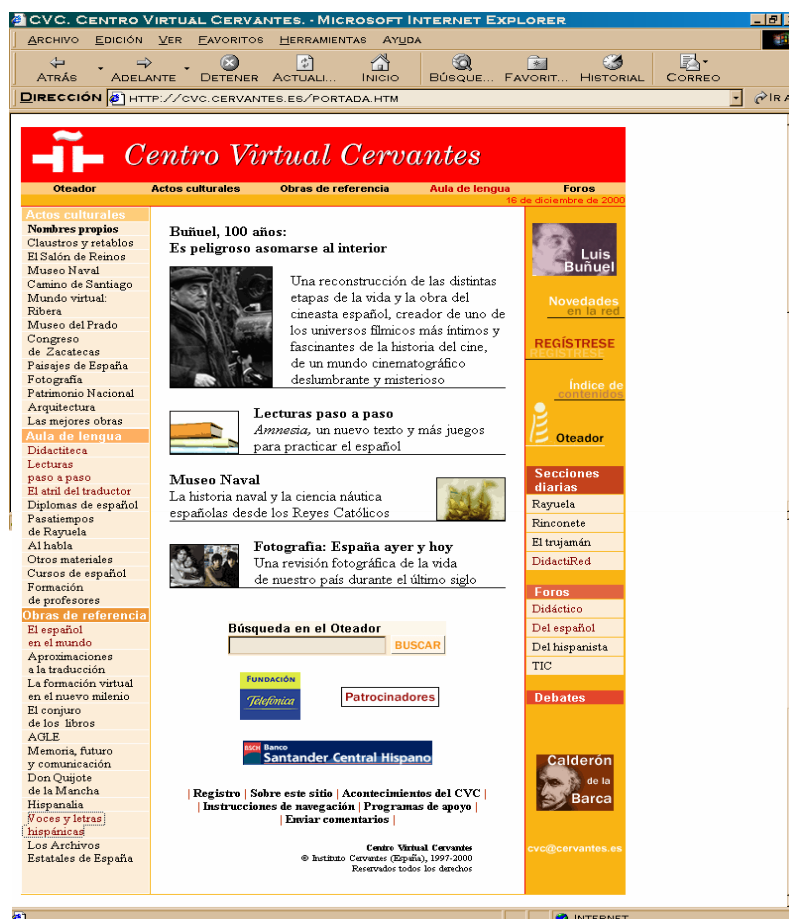 CVC. Centro Virtual Cervantes. - Microsoft Internet Explorer
Archivo Edición Ver Favoritos Herramientas Ayuda
Atrás Adelante Detener Actuali... Inicio Búsque... Favorit... Historial Correo
Dirección http://cvc.cervantes.es/portada.htm Ir a
Centro Virtual Cervantes
Oteador Actos culturales Obras de referencia Aula de lengua Foros
16 de diciembre de 2000
Actos culturales
Nombres propios
Claustros y retablos
El Salón de Reinos
Museo Naval
Camino de Santiago
Mundo virtual:
Ribera
Museo del Prado
Congreso
de Zacatecas
Paisajes de España
Fotografía
Patrimonio Nacional
Arquitectura
Las mejores obras
Aula de lengua
Didactiteca
Lecturas
paso a paso
El atril del traductor
Diplomas de español
Pasatiempos
de Rayuela
Al habla
Otros materiales
Cursos de español
Formación
de profesores
Obras de referencia
El español
en el mundo
Aproximaciones
a la traducción
La formación virtual
en el nuevo milenio
El conjuro
de los libros
AGLE
Memoria, futuro
y comunicación
Don Quijote
de la Mancha
Hispanalia
Voces y letras
hispánicas
Los Archivos
Estatales de España
Buñuel, 100 años:
Es peligroso asomarse al interior
Una reconstrucción de las distintas
etapas de la vida y la obra del
cineasta español, creador de uno de
los universos fílmicos más íntimos y
fascinantes de la historia del cine,
de un mundo cinematográfico
deslumbrante y misterioso
Lecturas paso a paso
Amnesia, un nuevo texto y más juegos
para practicar el español
Museo Naval
La historia naval y la ciencia náutica
españolas desde los Reyes Católicos
Fotografía: España ayer y hoy
Una revisión fotográfica de la vida
de nuestro país durante el último siglo
Búsqueda en el Oteador
BUSCAR
Fundación
Telefónica
Patrocinadores
BSCH Banco
Santander Central Hispano
| Registro | Sobre este sitio | Acontecimientos del CVC |
| Instrucciones de navegación | Programas de apoyo |
| Enviar comentarios |
Centro Virtual Cervantes
© Instituto Cervantes (España), 1997-2000
Reservados todos los derechos
Luis
Buñuel
Novedades
en la red
REGÍSTRESE
REGÍSTRESE
Índice de
contenidos
Oteador
Secciones
diarias
Rayuela
Rinconete
El trujamán
DidactiRed
Foros
Didáctico
Del español
Del hispanista
TIC
Debates
Calderón
de la
Barca
cvc@cervantes.es
Internet